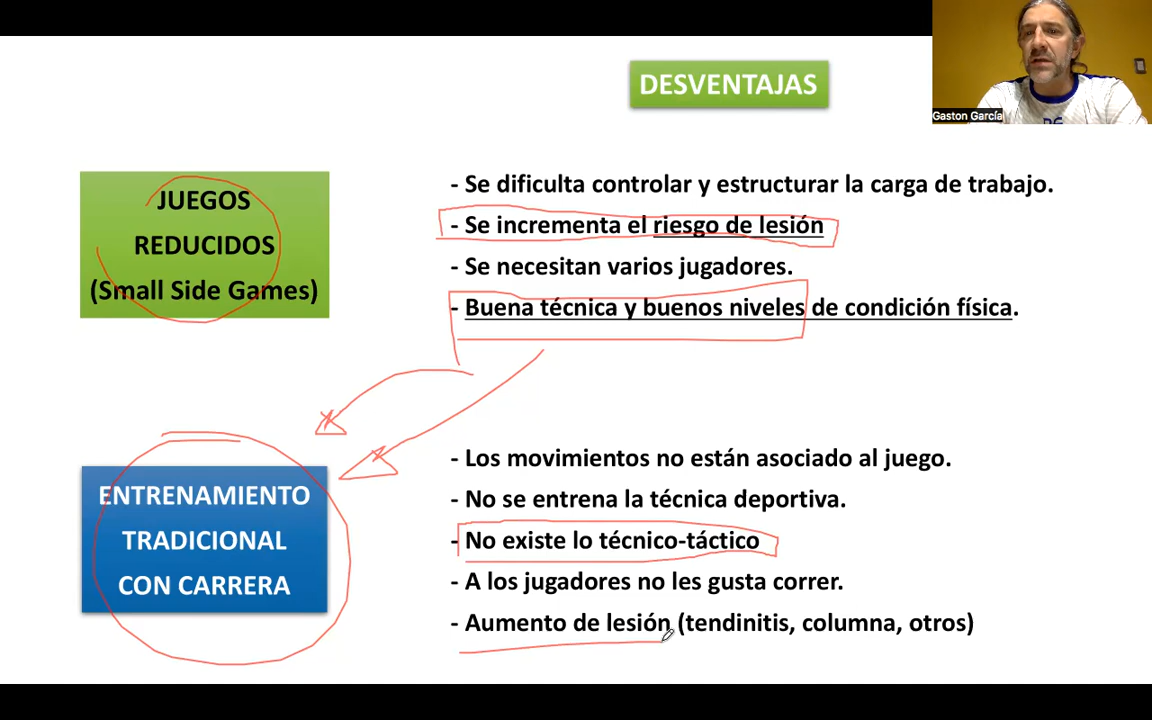 DESVENTAJAS
Gaston García
JUEGOS
REDUCIDOS
(Small Side Games)
- Se dificulta controlar y estructurar la carga de trabajo.
- Se incrementa el riesgo de lesión
- Se necesitan varios jugadores.
- Buena técnica y buenos niveles de condición física.
ENTRENAMIENTO
TRADICIONAL
CON CARRERA
- Los movimientos no están asociado al juego.
- No se entrena la técnica deportiva.
- No existe lo técnico-táctico
- A los jugadores no les gusta correr.
- Aumento de lesión (tendinitis, columna, otros)